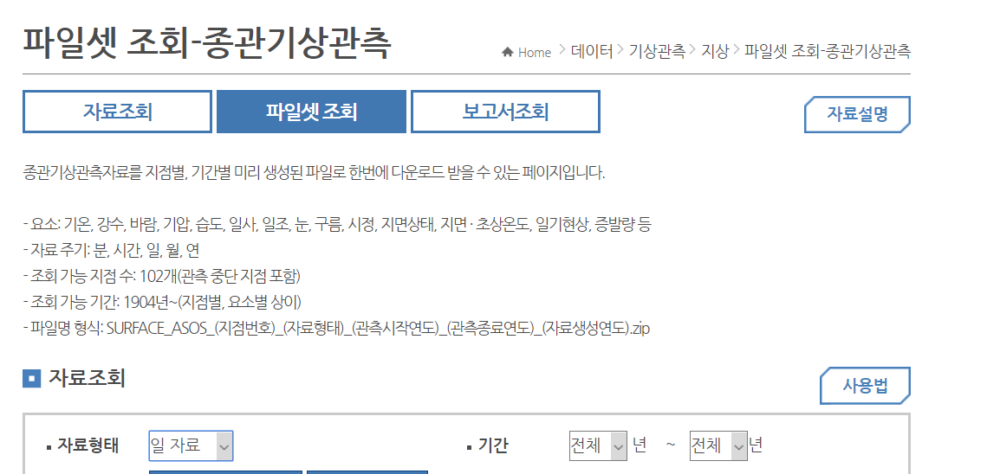 파일셋 조회-종관기상관측
Home > 데이터 > 기상관측 > 지상 > 파일셋 조회-종관기상관측
자료조회 파일셋 조회 보고서조회 자료설명
종관기상관측자료를 지점별, 기간별 미리 생성된 파일로 한번에 다운로드 받을 수 있는 페이지입니다.
- 요소: 기온, 강수, 바람, 기압, 습도, 일사, 일조, 눈, 구름, 시정, 지면상태, 지면 · 초상온도, 일기현상, 증발량 등
- 자료 주기: 분, 시간, 일, 월, 연
- 조회 가능 지점 수: 102개(관측 중단 지점 포함)
- 조회 가능 기간: 1904년~(지점별, 요소별 상이)
- 파일명 형식: SURFACE_ASOS_(지점번호)_(자료형태)_(관측시작연도)_(관측종료연도)_(자료생성연도).zip
자료조회 사용법
자료형태 일 자료 기간 전체 년 ~ 전체 년